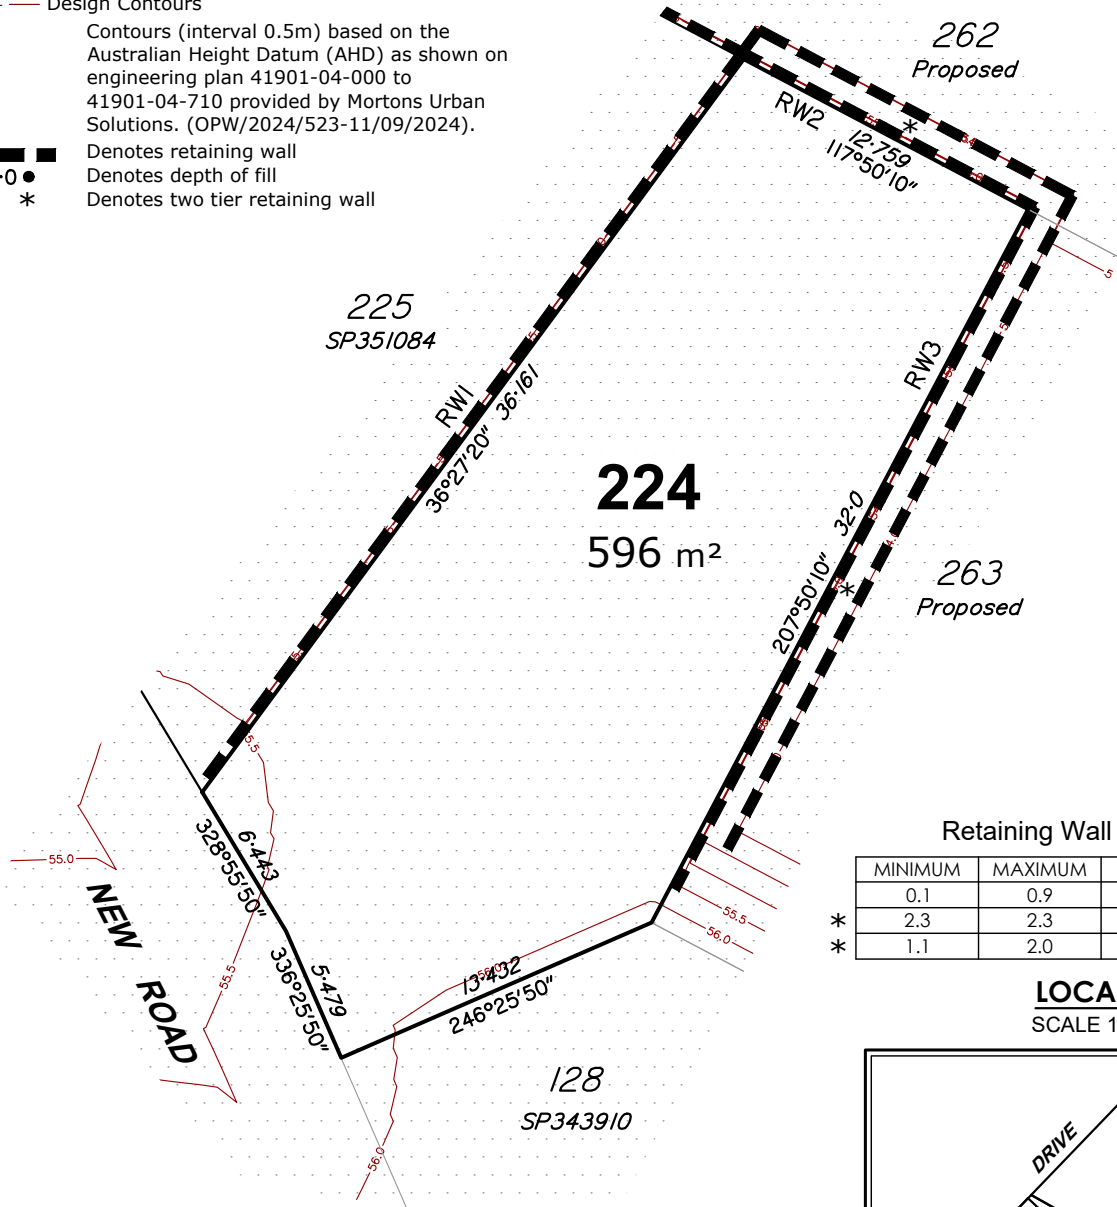 Design Contours
Contours (interval 0.5m) based on the
Australian Height Datum (AHD) as shown on
engineering plan 41901-04-000 to
41901-04-710 provided by Mortons Urban
Solutions. (OPW/2024/523-11/09/2024).
Denotes retaining wall
Denotes depth of fill
* Denotes two tier retaining wall
262
Proposed
RW2
*
12·759
117°50'10"
225
SP351084
RW1
36·161
36°27'20"
RW3
224
596 m²
32·0
207°50'10"
*
263
Proposed
5.5
55.0
6·443
328°55'50"
NEW ROAD
55.5
5·479
336°25'50"
56.0
13·432
246°25'50"
55.5
56.0
128
SP343910
56.0
Retaining Wall
MINIMUM MAXIMUM
0.1 0.9
* 2.3 2.3
* 1.1 2.0
LOCA
SCALE 1
DRIVE